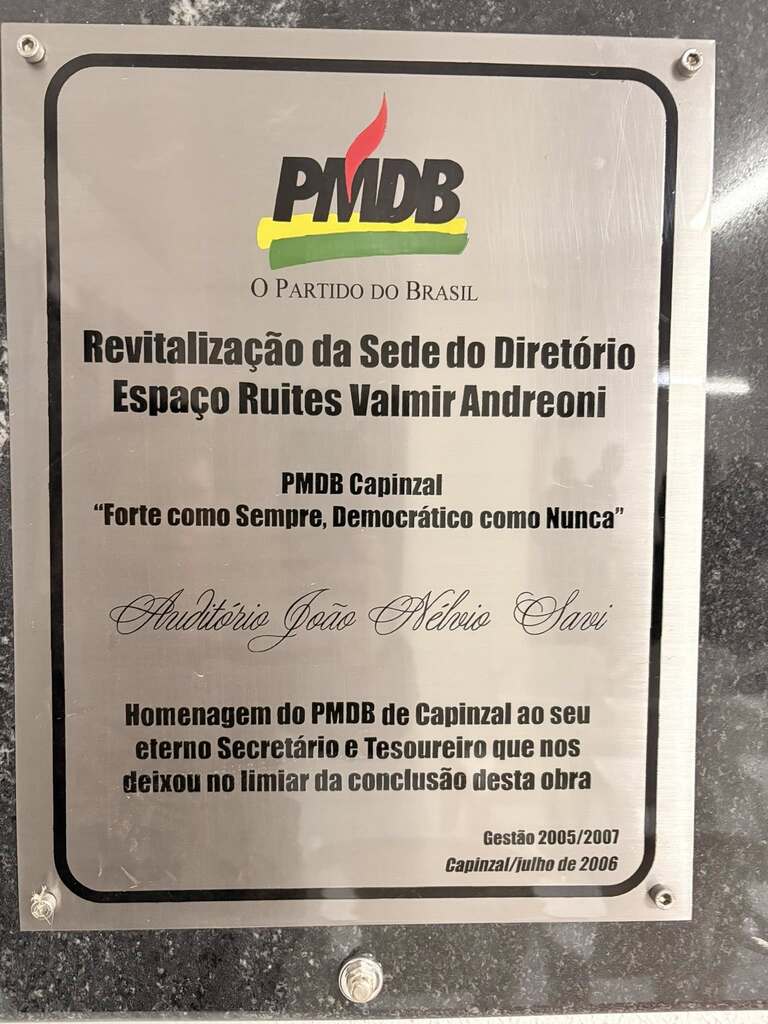 PMDB
O PARTIDO DO BRASIL
Revitalização da Sede do Diretório
Espaço Ruites Valmir Andreoni
PMDB Capinzal
“Forte como Sempre, Democrático como Nunca”
Auditório João Nélvio Savi
Homenagem do PMDB de Capinzal ao seu
eterno Secretário e Tesoureiro que nos
deixou no limiar da conclusão desta obra
Gestão 2005/2007
Capinzal/julho de 2006